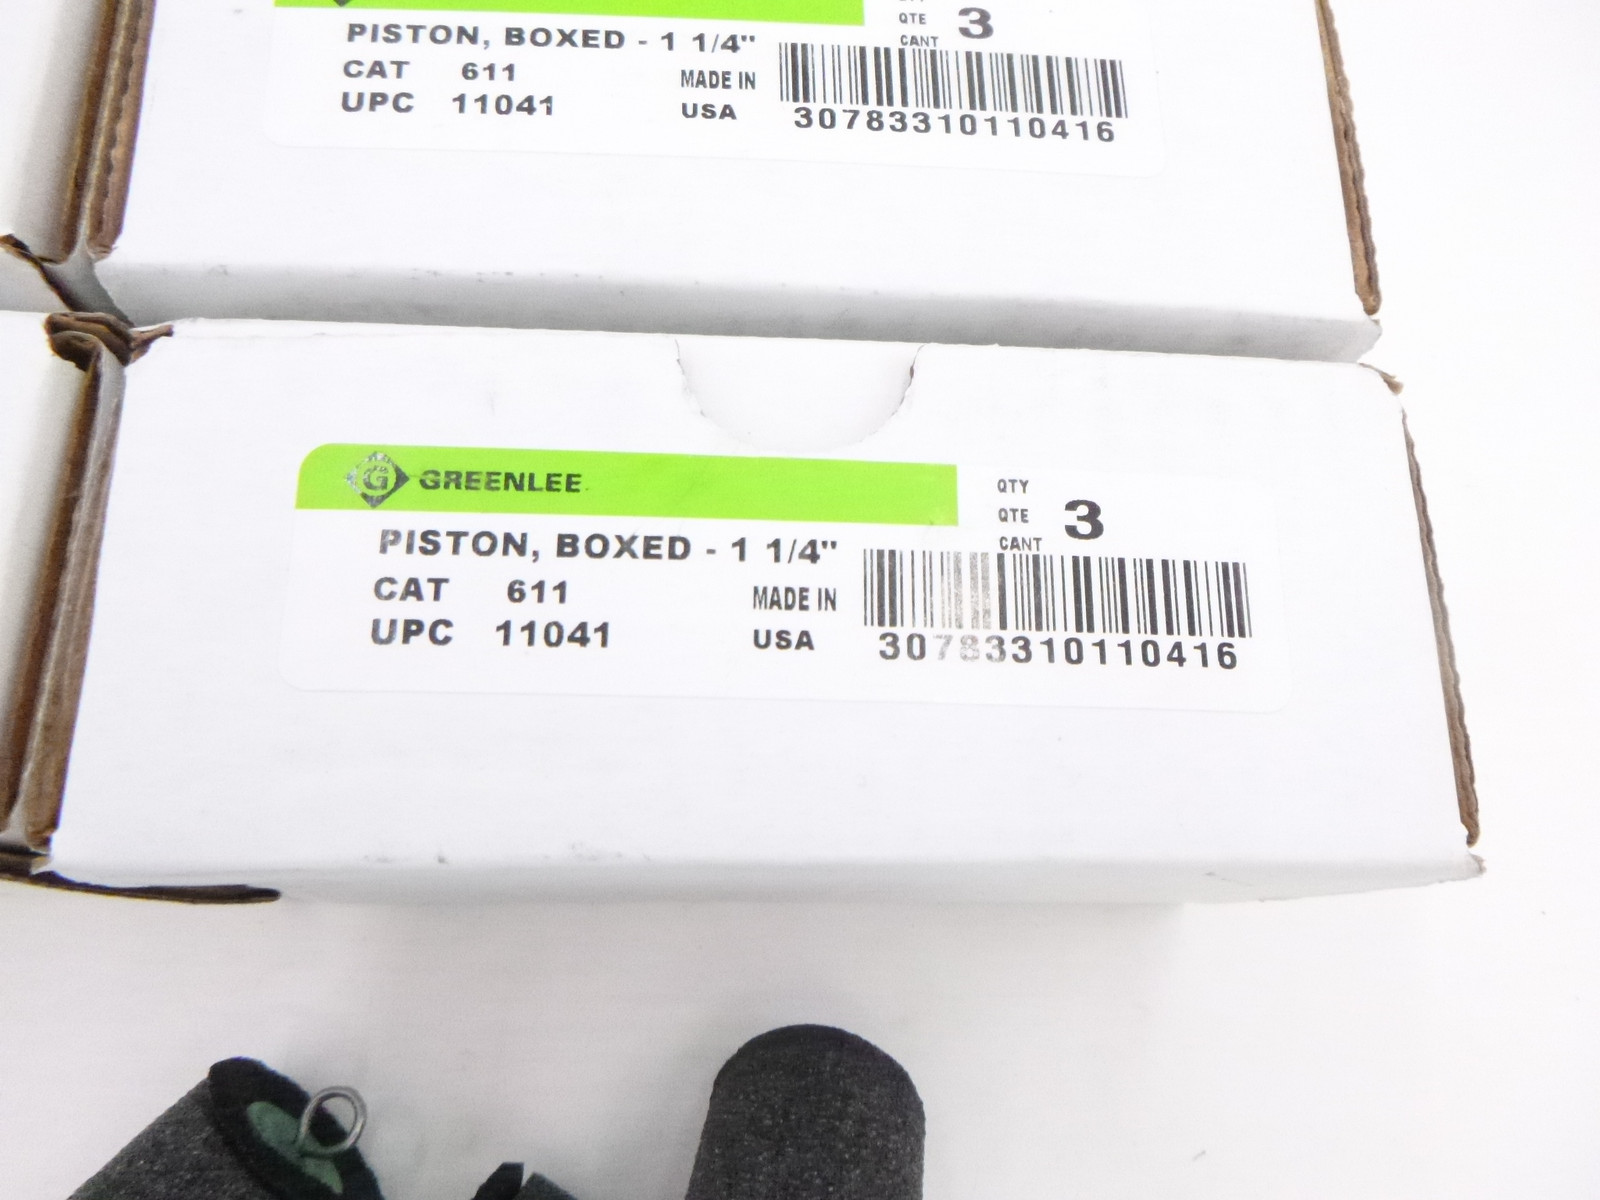 QTE 3
CANT
PISTON, BOXED - 1 1/4"
CAT 611
UPC 11041
MADE IN
USA
30783310110416
G GREENLEE
QTY
QTE 3
CANT
PISTON, BOXED - 1 1/4"
CAT 611
UPC 11041
MADE IN
USA
30783310110416